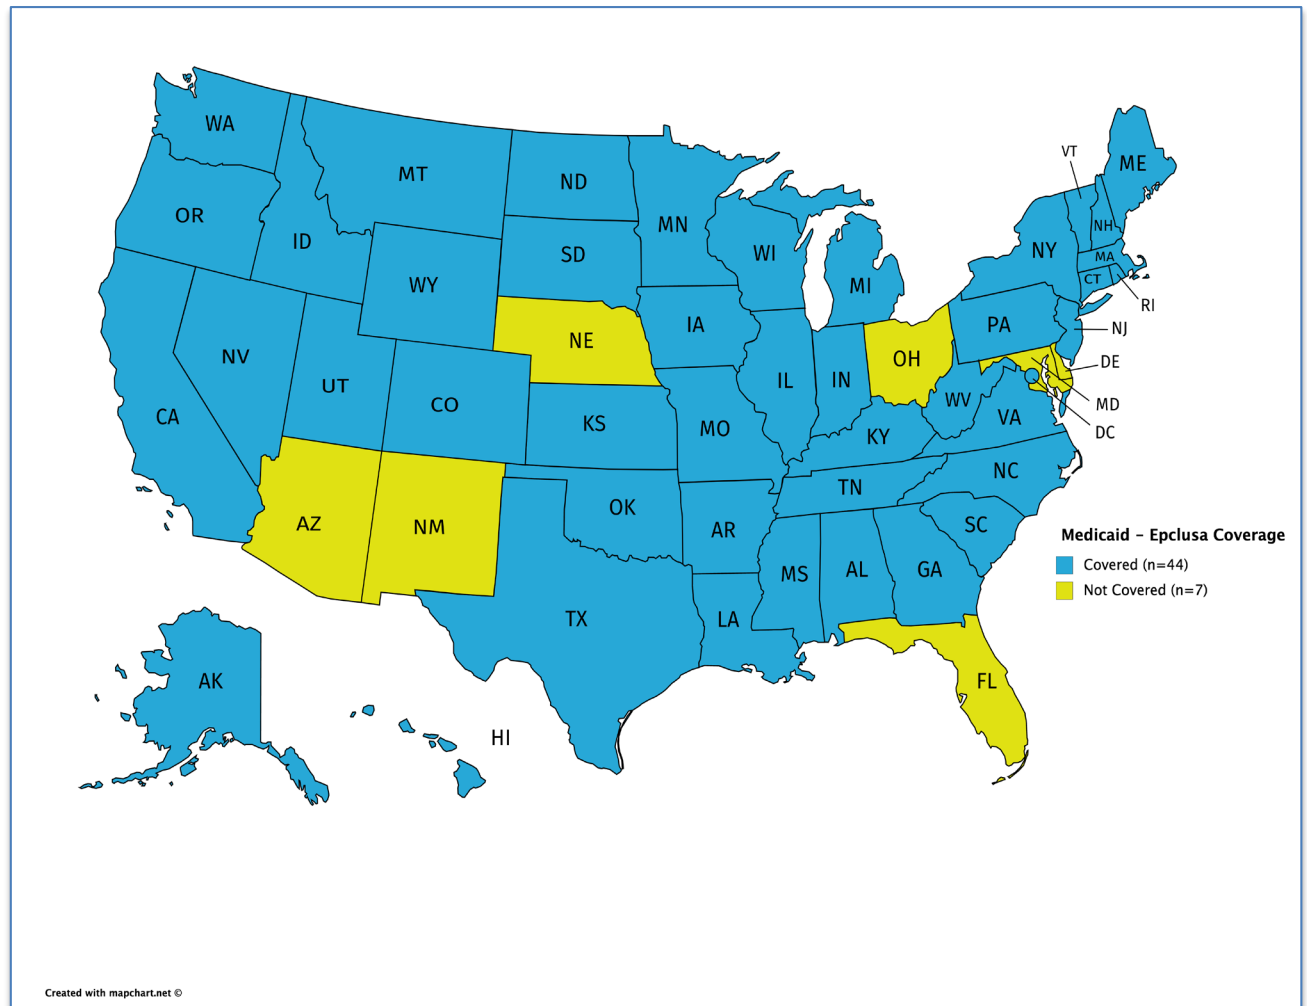 WA
MT
ND
MN
VT
ME
OR
ID
SD
WI
MI
NY
NH
MA
CT
RI
WY
NE
IA
PA
NJ
NV
UT
CO
IL
IN
OH
DE
MD
DC
CA
KS
MO
WV
VA
KY
AZ
NM
OK
AR
TN
NC
SC
MS
AL
GA
TX
LA
FL
AK
HI
Medicaid – Epclusa Coverage
Covered (n=44)
Not Covered (n=7)
Created with mapchart.net ©